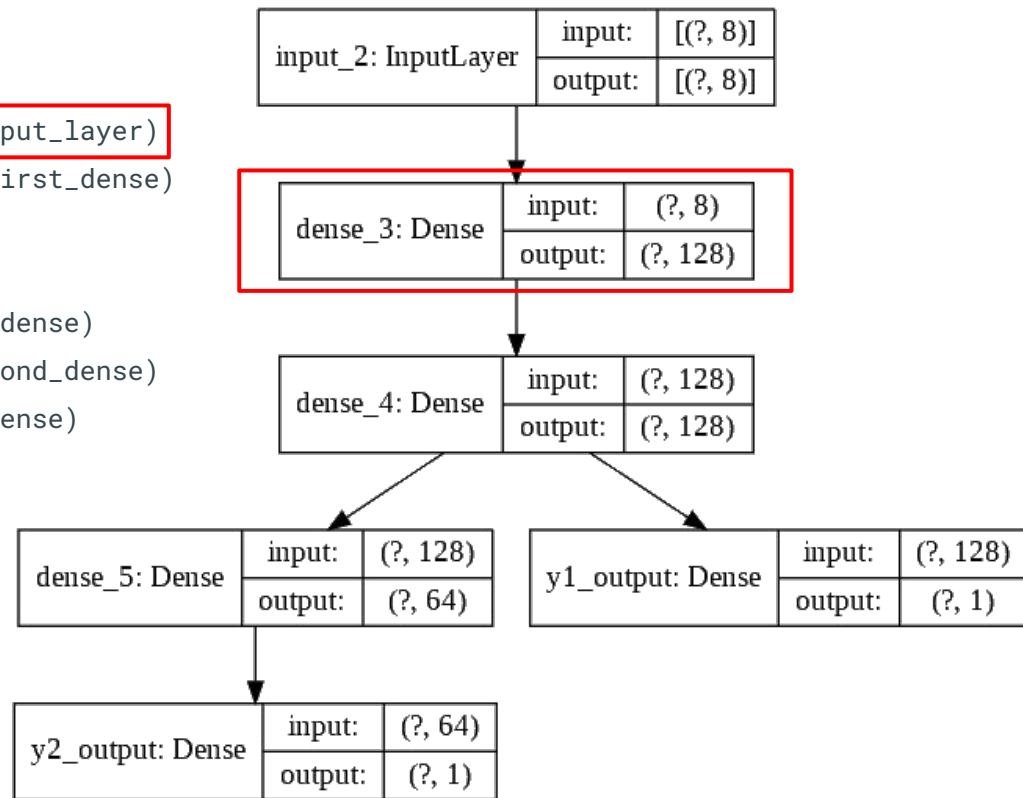 put_layer)
irst_dense)
dense)
ond_dense)
ense)
input_2: InputLayer
input: [(?, 8)]
output: [(?, 8)]
dense_3: Dense
input: (?, 8)
output: (?, 128)
dense_4: Dense
input: (?, 128)
output: (?, 128)
dense_5: Dense
input: (?, 128)
output: (?, 64)
y1_output: Dense
input: (?, 128)
output: (?, 1)
y2_output: Dense
input: (?, 64)
output: (?, 1)